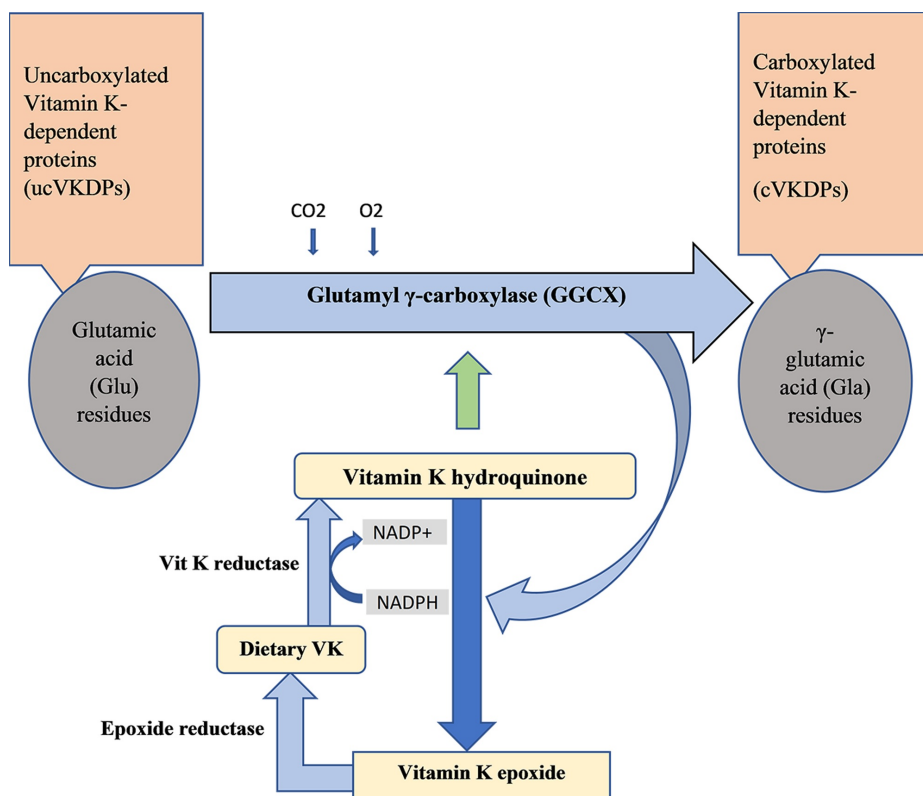 Uncarboxylated
Vitamin K-
dependent
proteins
(ucVKDPs)
Carboxylated
Vitamin K-
dependent
proteins
(cVKDPs)
CO2
O2
Glutamyl γ-carboxylase (GGCX)
Glutamic
acid
(Glu)
residues
γ-
glutamic
acid (Gla)
residues
Vitamin K hydroquinone
NADP+
Vit K reductase
NADPH
Dietary VK
Epoxide reductase
Vitamin K epoxide